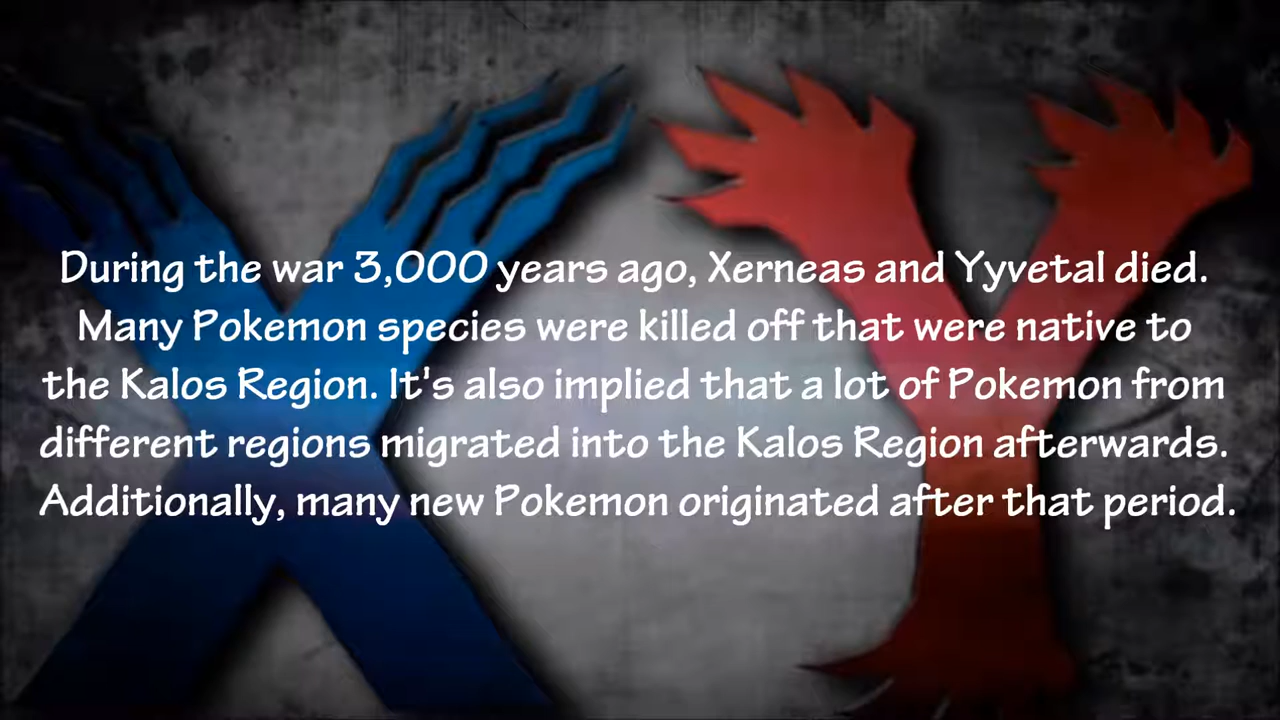 During the war 3,000 years ago, Xerneas and Yyvetal died.
Many Pokemon species were killed off that were native to
the Kalos Region. It's also implied that a lot of Pokemon from
different regions migrated into the Kalos Region afterwards.
Additionally, many new Pokemon originated after that period.